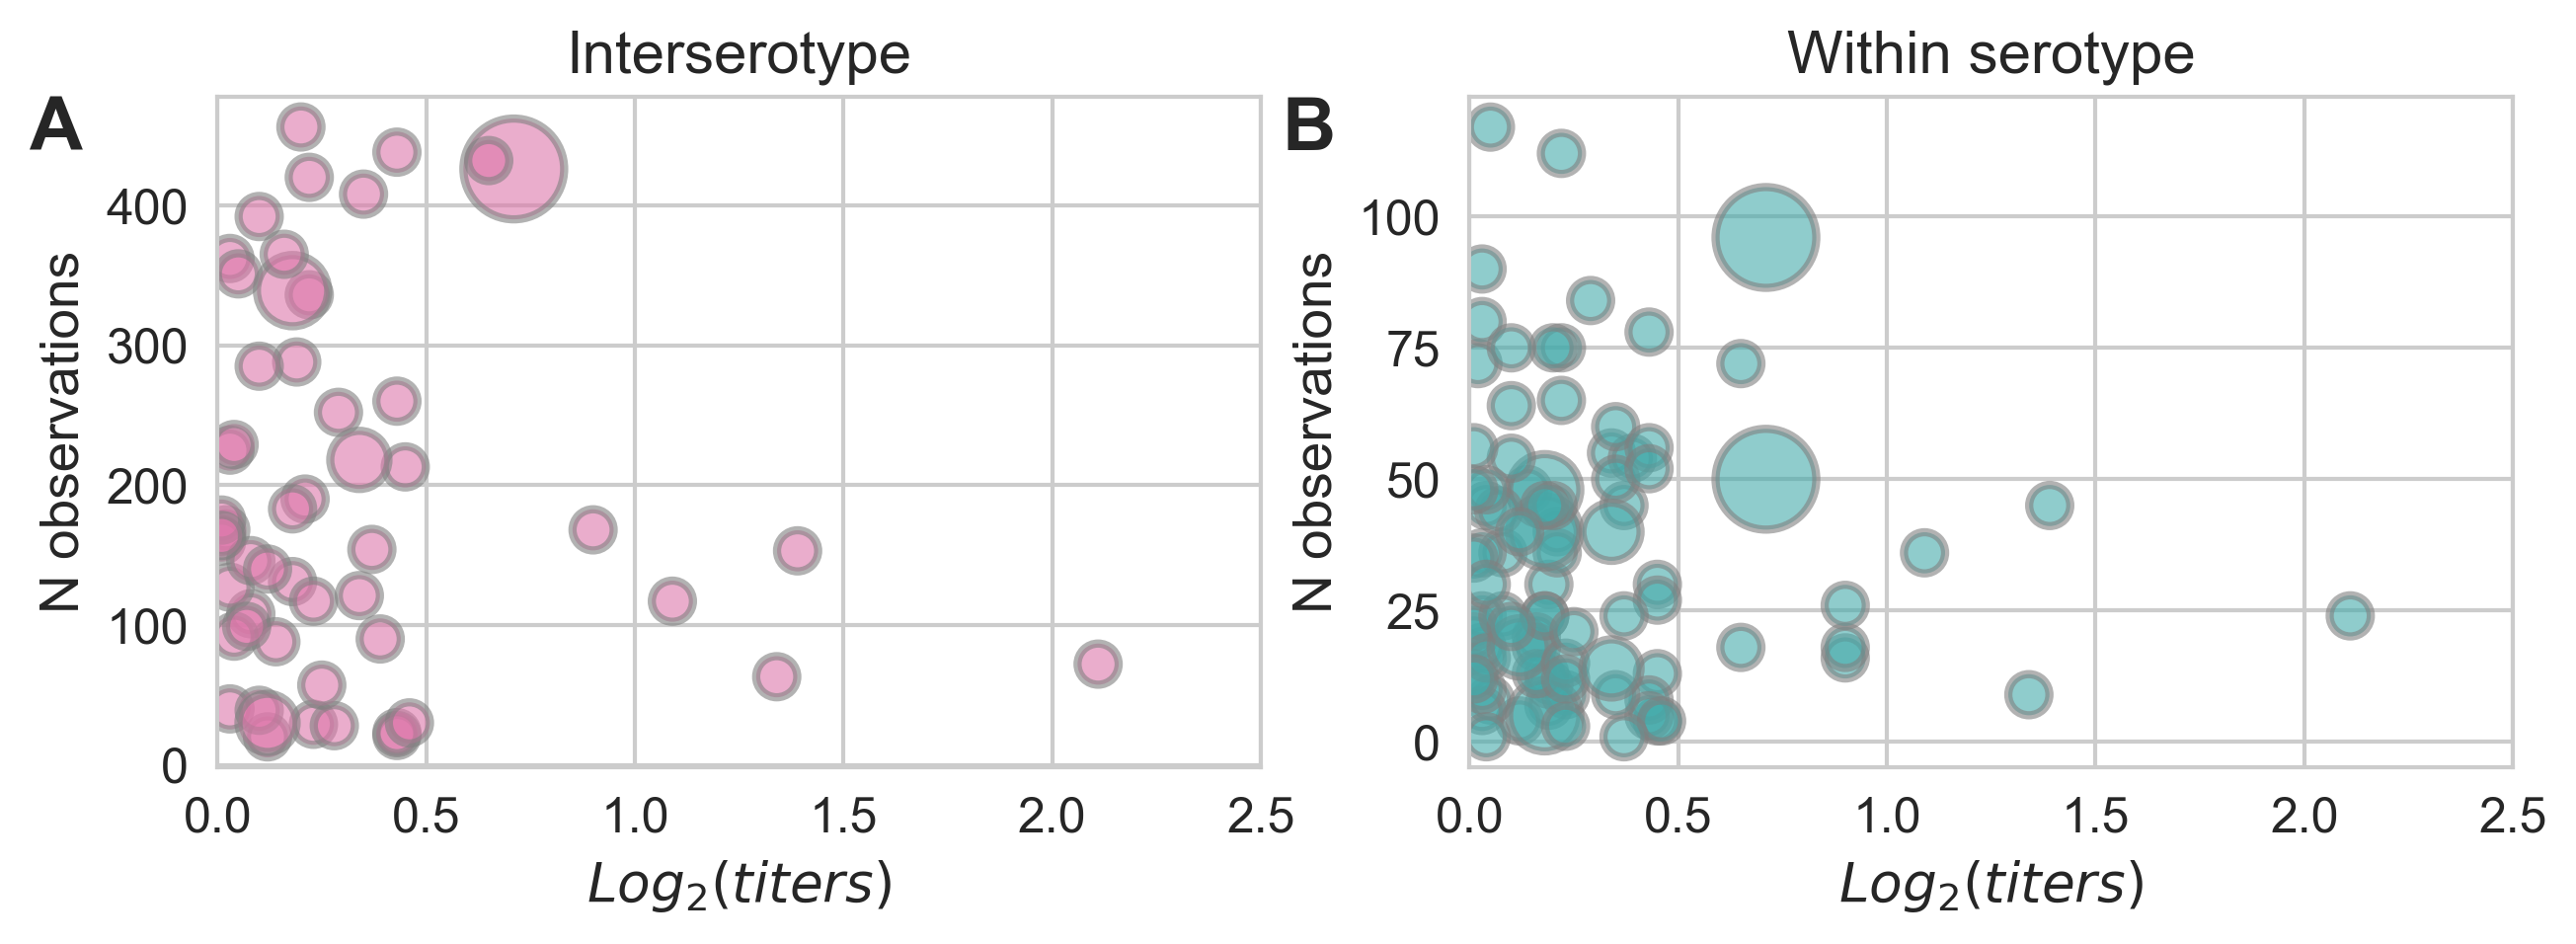 Interserotype
Within serotype
A
B
N observations
400
300
200
100
0
0.0 0.5 1.0 1.5 2.0 2.5
Log₂(titers)
N observations
100
75
50
25
0
0.0 0.5 1.0 1.5 2.0 2.5
Log₂(titers)